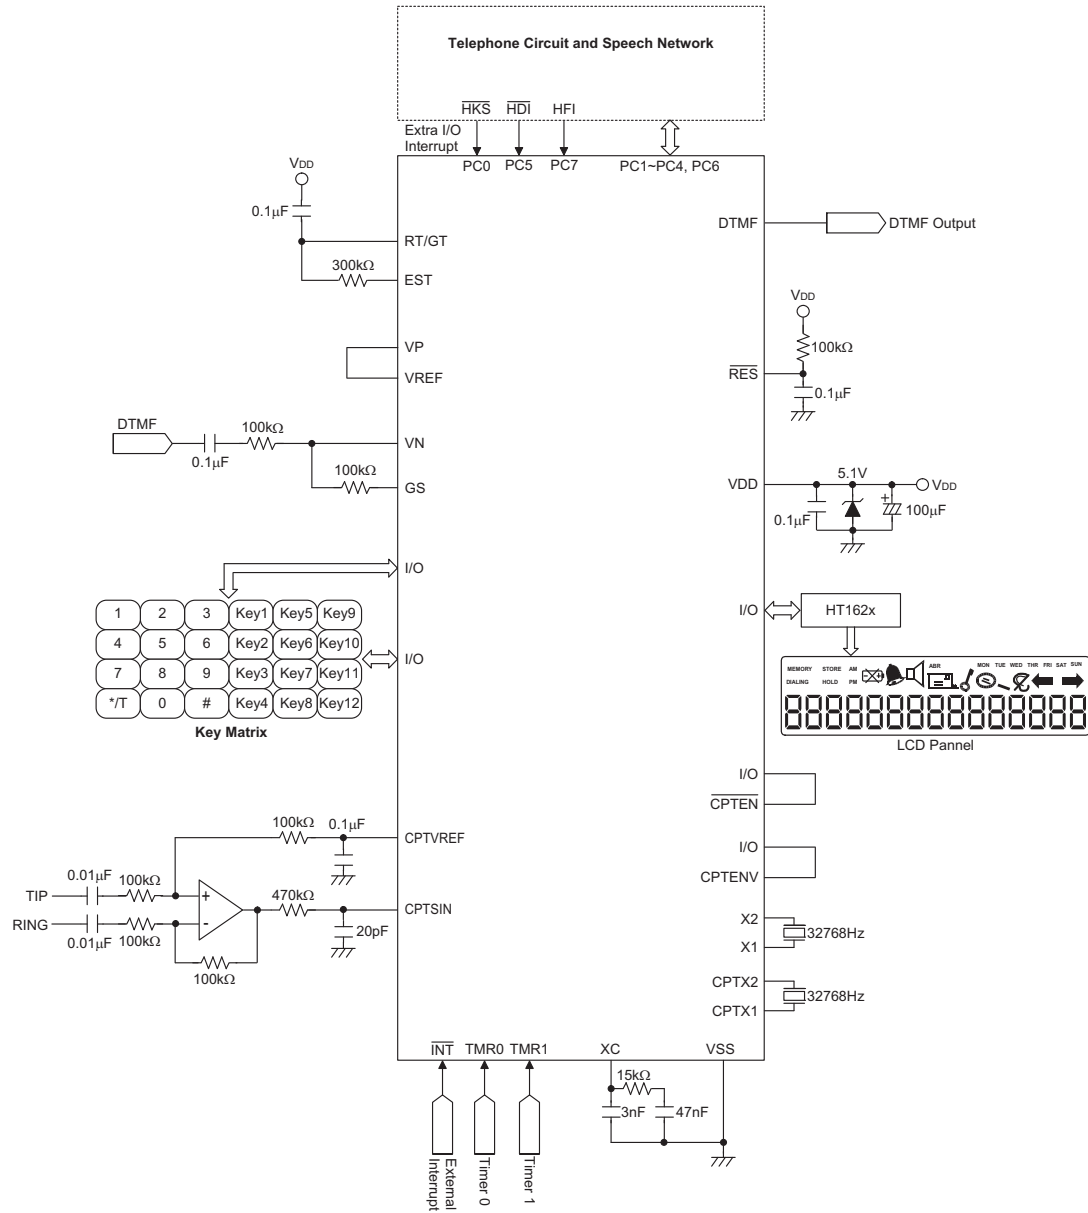 Telephone Circuit and Speech Network
HKS HDI HFI
Extra I/O
Interrupt
PC0 PC5 PC7 PC1~PC4, PC6
VDD
0.1µF
RT/GT
300kΩ
EST
VP
VREF
DTMF
0.1µF
100kΩ
VN
100kΩ
GS
I/O
1 2 3 Key1 Key5 Key9
4 5 6 Key2 Key6 Key10
7 8 9 Key3 Key7 Key11
*/T 0 # Key4 Key8 Key12
I/O
Key Matrix
100kΩ
0.1µF
CPTVREF
0.01µF
TIP
100kΩ
+
470kΩ
CPTSIN
RING
-
0.01µF
100kΩ
20pF
100kΩ
DTMF
DTMF Output
VDD
100kΩ
RES
0.1µF
VDD
5.1V
VDD
0.1µF
+
100µF
I/O
HT162x
MEMORY STORE AM ABR MON TUE WED THR FRI SAT SUN
DIALING HOLD PM
LCD Pannel
I/O
CPTEN
I/O
CPTENV
X2
32768Hz
X1
CPTX2
32768Hz
CPTX1
INT TMR0 TMR1 XC VSS
15kΩ
3nF
47nF
External
Interrupt
Timer 0
Timer 1